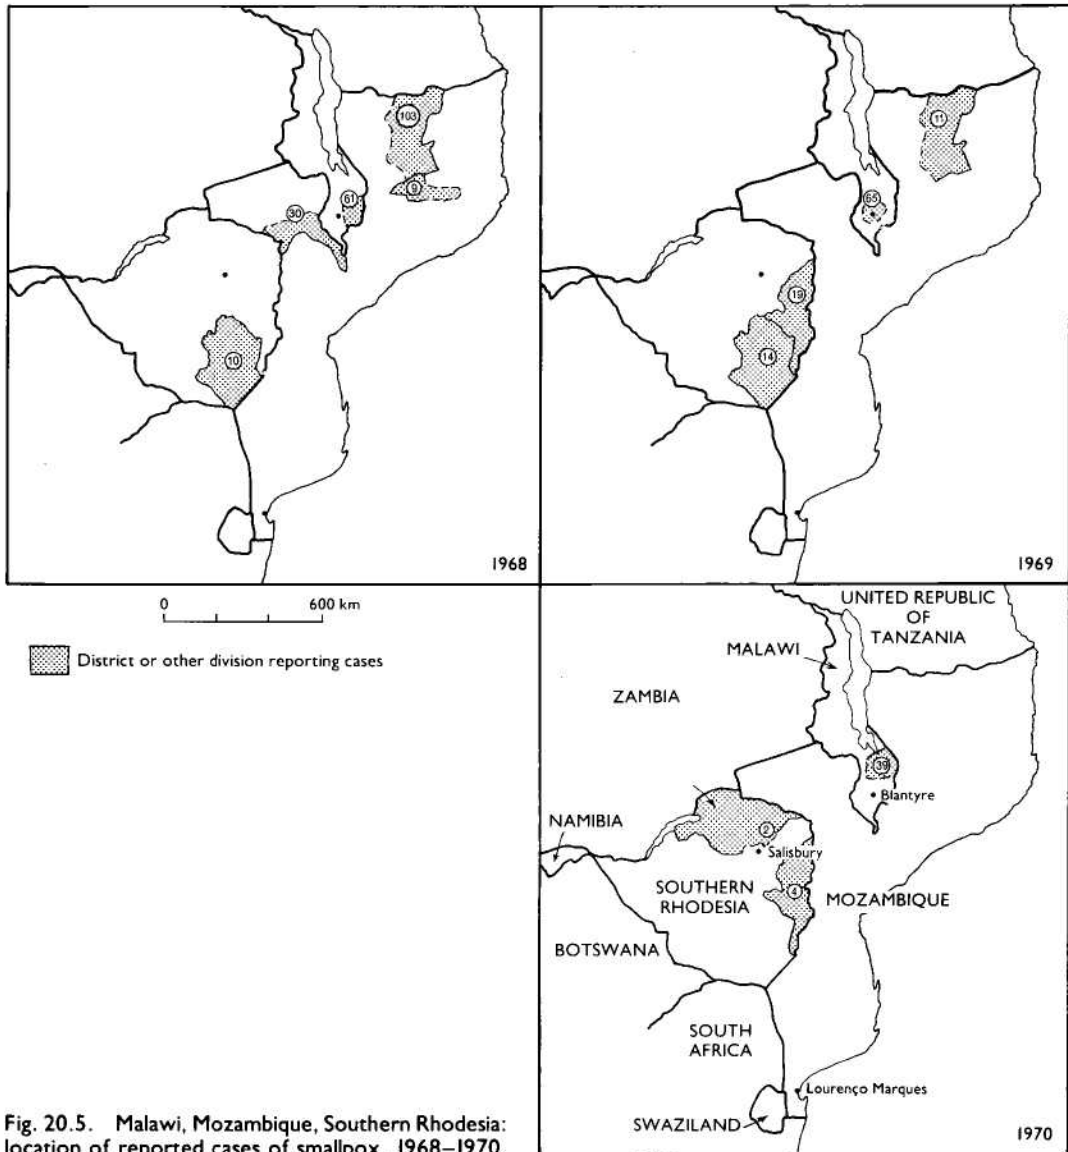 103
9
61
30
10
1968
11
65
19
14
1969
0 600 km
District or other division reporting cases
UNITED REPUBLIC
OF
TANZANIA
MALAWI
ZAMBIA
39
Blantyre
NAMIBIA
2
Salisbury
SOUTHERN
RHODESIA
4
MOZAMBIQUE
BOTSWANA
SOUTH
AFRICA
Lourenço Marques
SWAZILAND
1970
Fig. 20.5. Malawi, Mozambique, Southern Rhodesia:
location of reported cases of smallpox, 1968–1970.